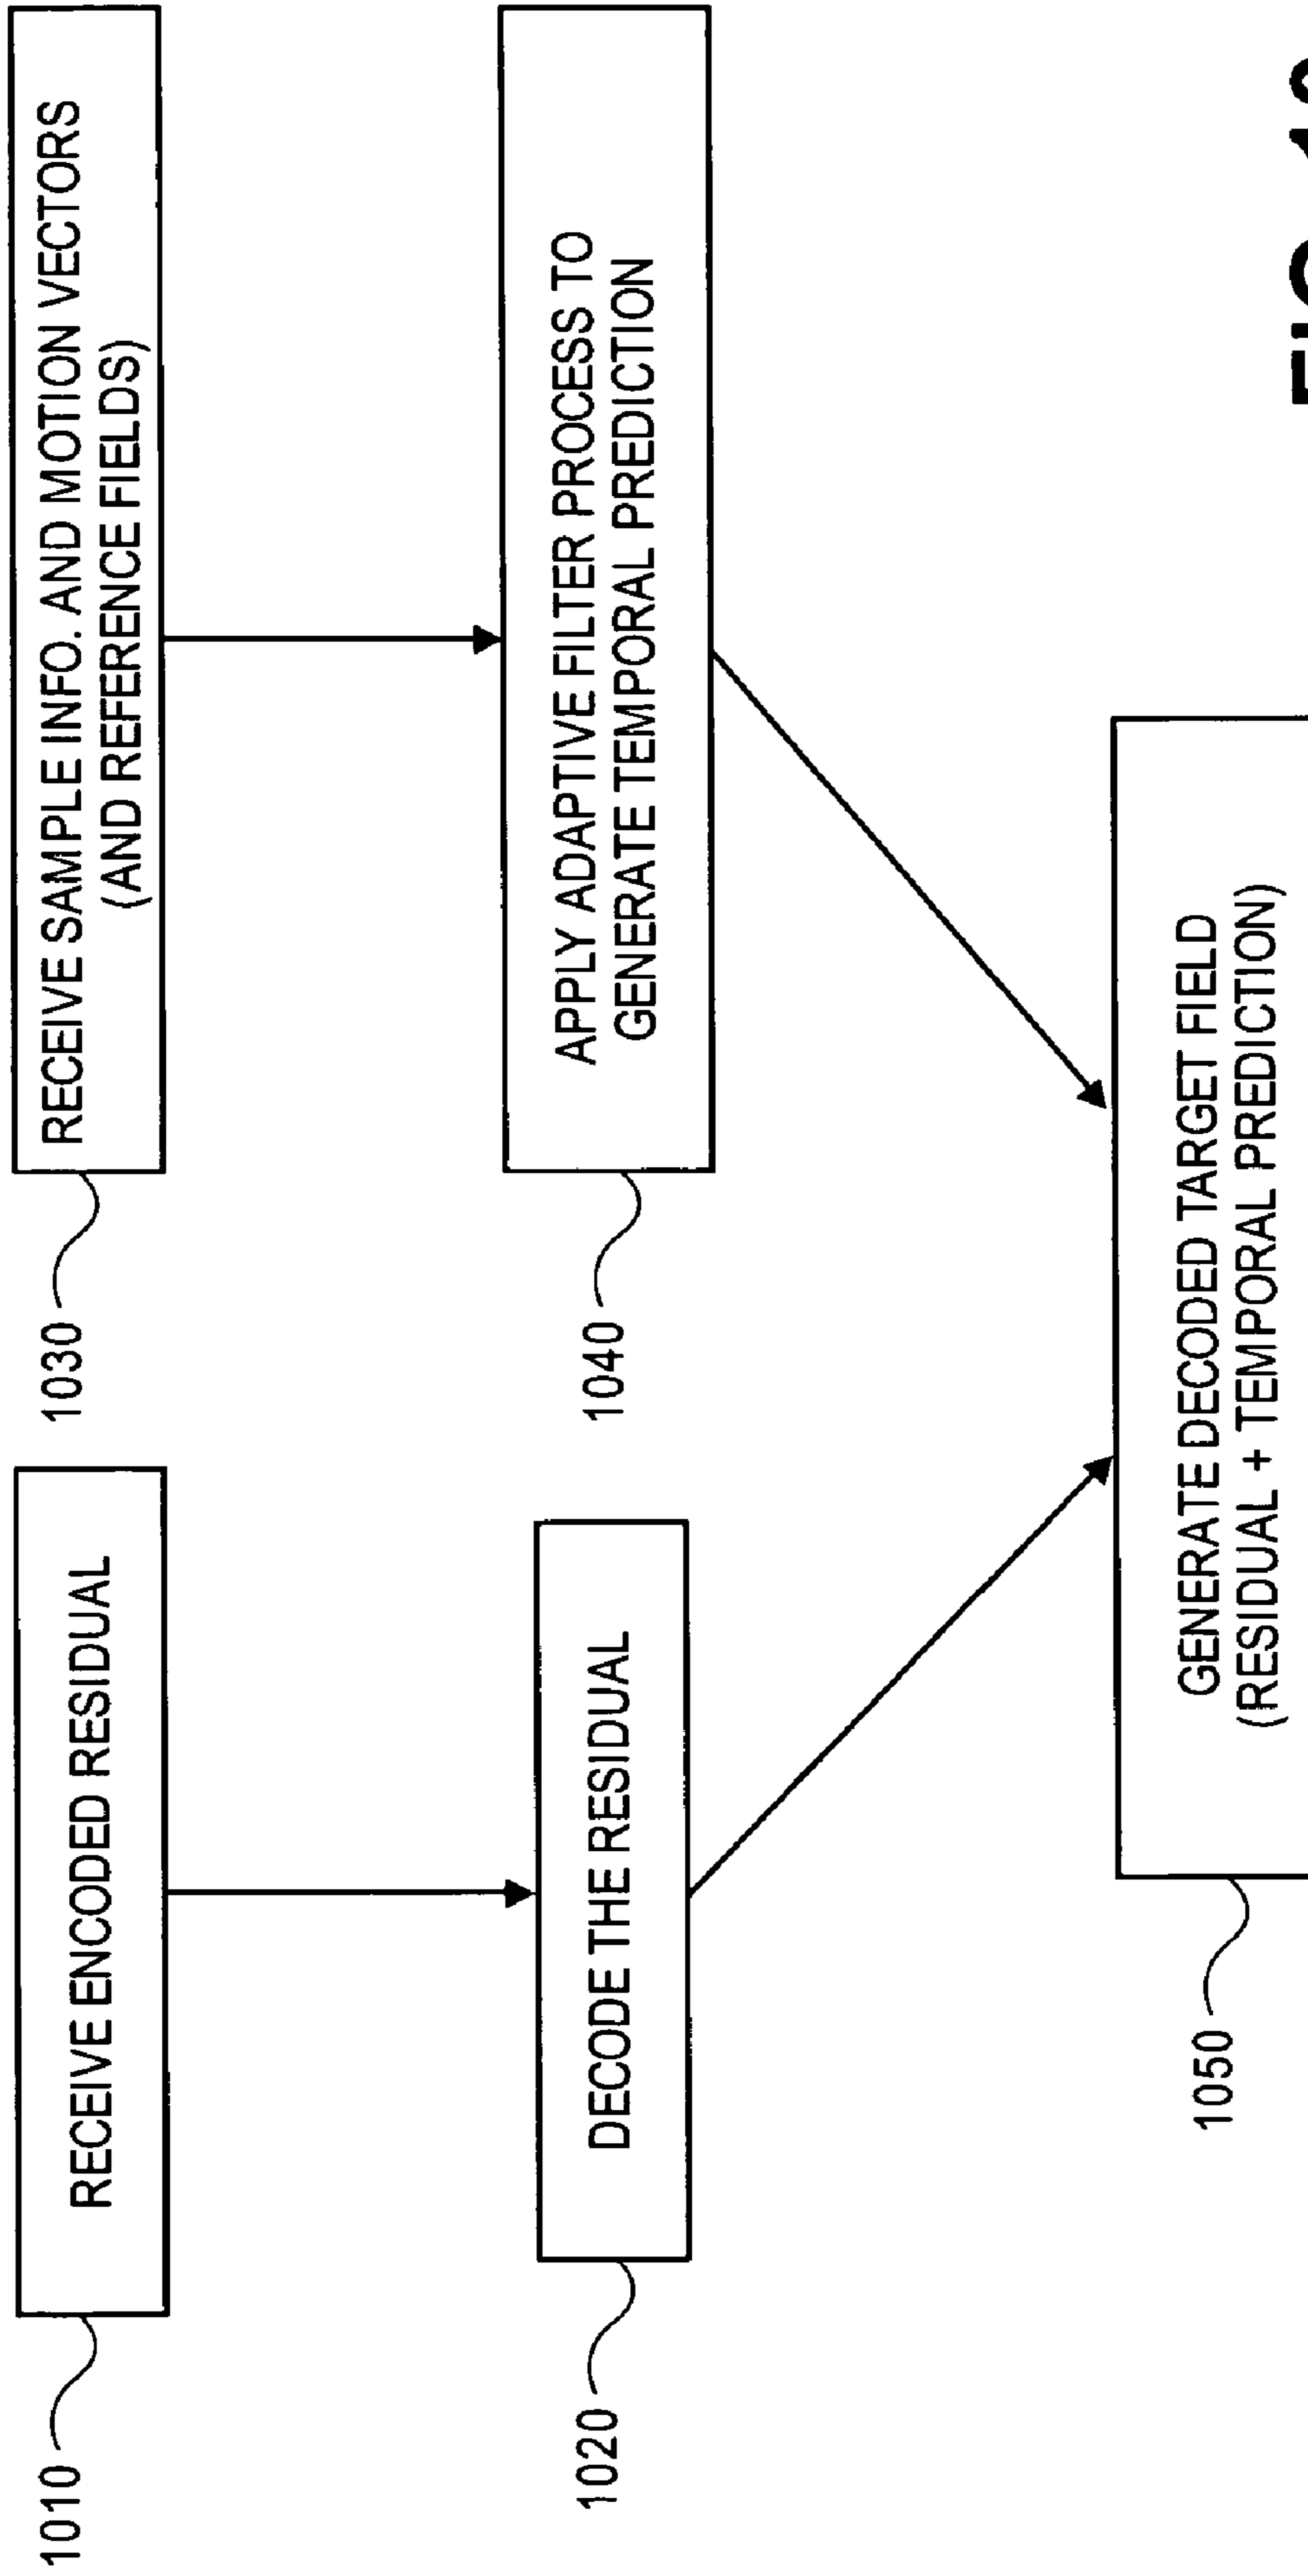 1010
RECEIVE ENCODED RESIDUAL
1030
RECEIVE SAMPLE INFO. AND MOTION VECTORS
(AND REFERENCE FIELDS)
1020
DECODE THE RESIDUAL
1040
APPLY ADAPTIVE FILTER PROCESS TO
GENERATE TEMPORAL PREDICTION
1050
GENERATE DECODED TARGET FIELD
(RESIDUAL + TEMPORAL PREDICTION)